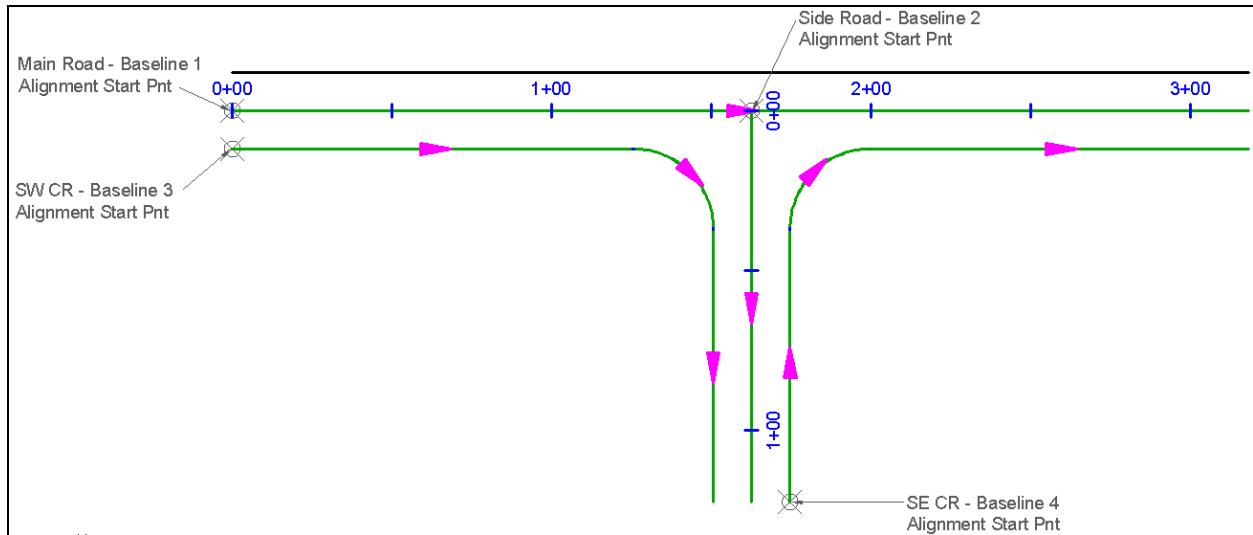 Side Road - Baseline 2
Alignment Start Pnt
Main Road - Baseline 1
Alignment Start Pnt
0+00
1+00
0+00
2+00
3+00
SW CR - Baseline 3
Alignment Start Pnt
1+00
SE CR - Baseline 4
Alignment Start Pnt